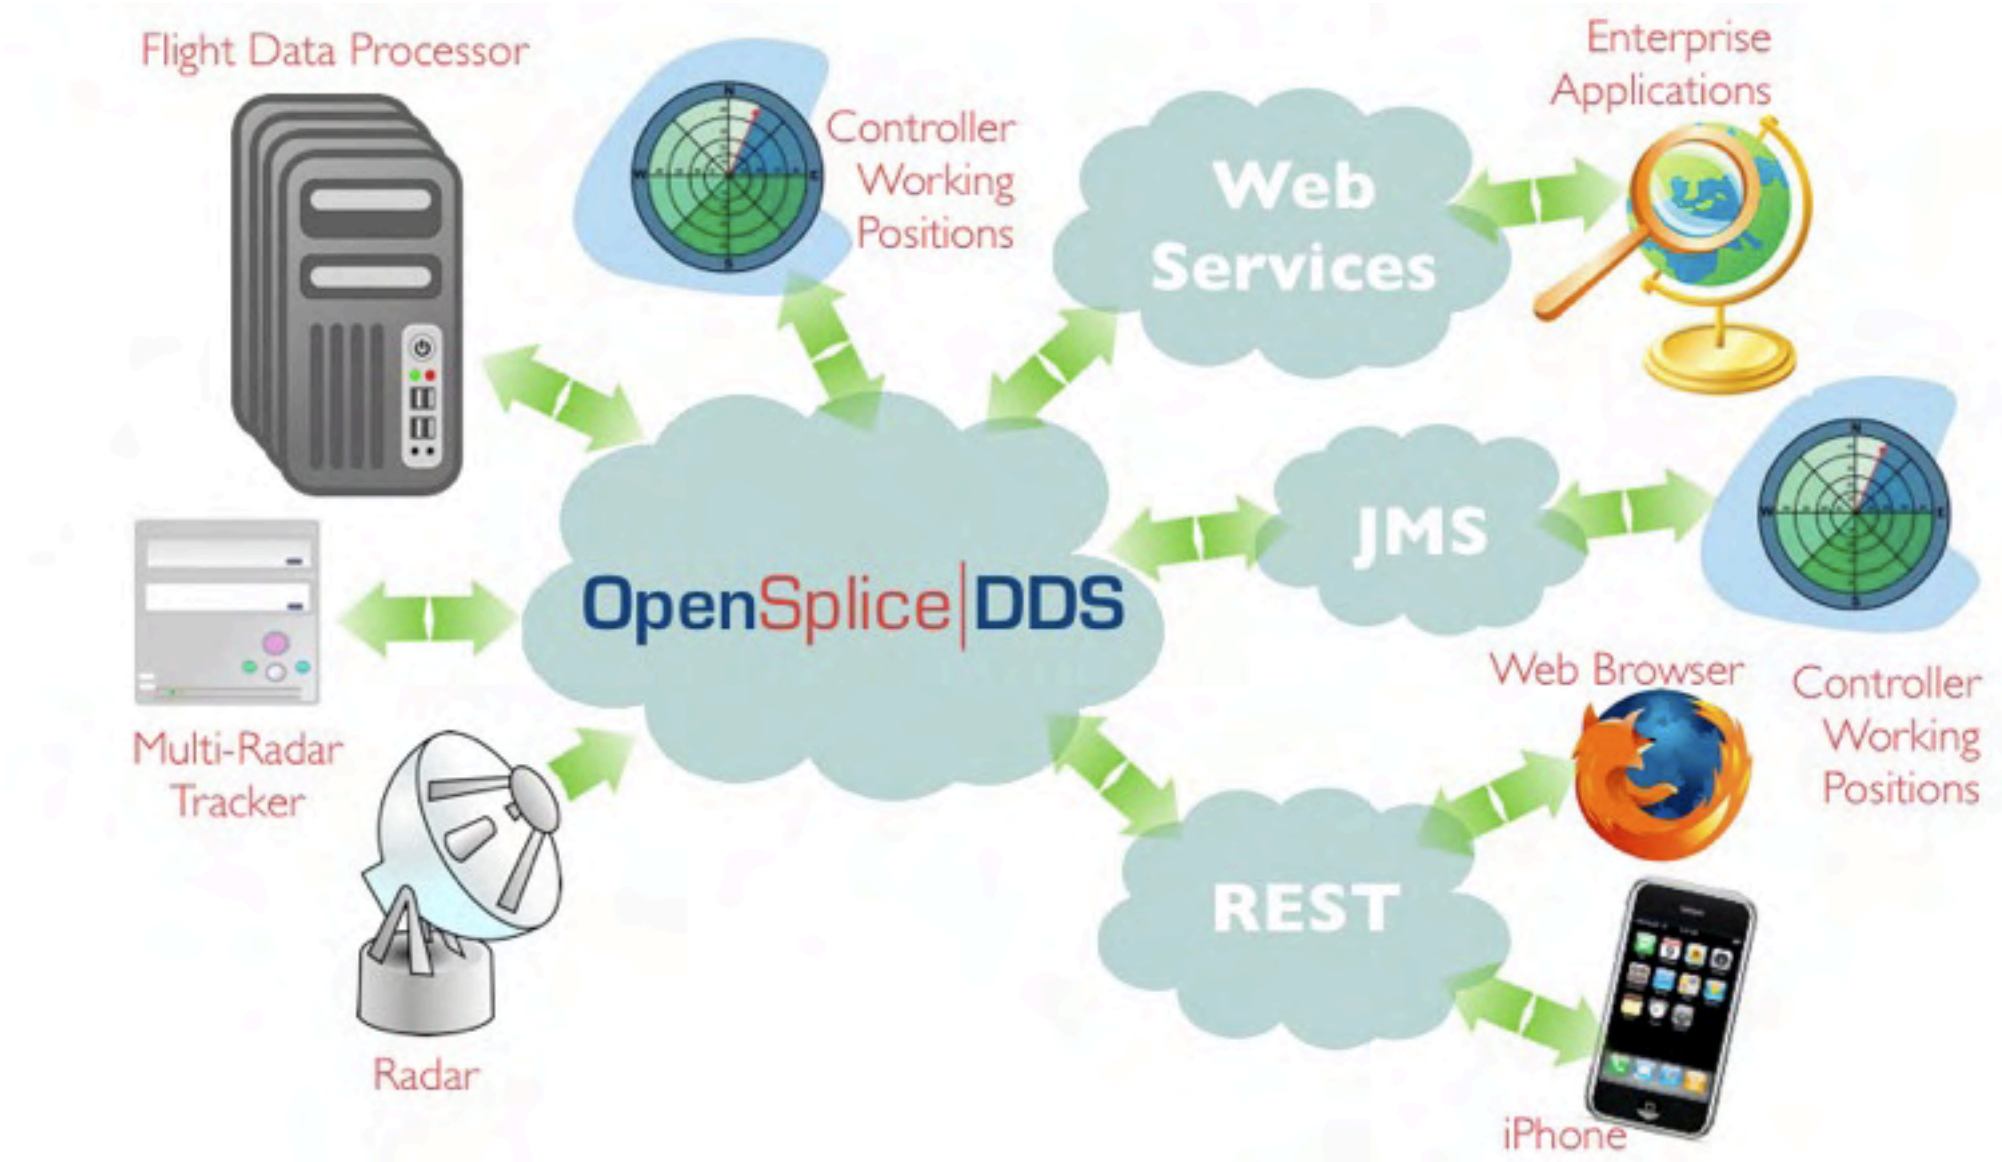 Flight Data Processor
Controller
Working
Positions
Web
Services
Enterprise
Applications
OpenSplice|DDS
JMS
Controller
Working
Positions
Multi-Radar
Tracker
Radar
REST
Web Browser
iPhone